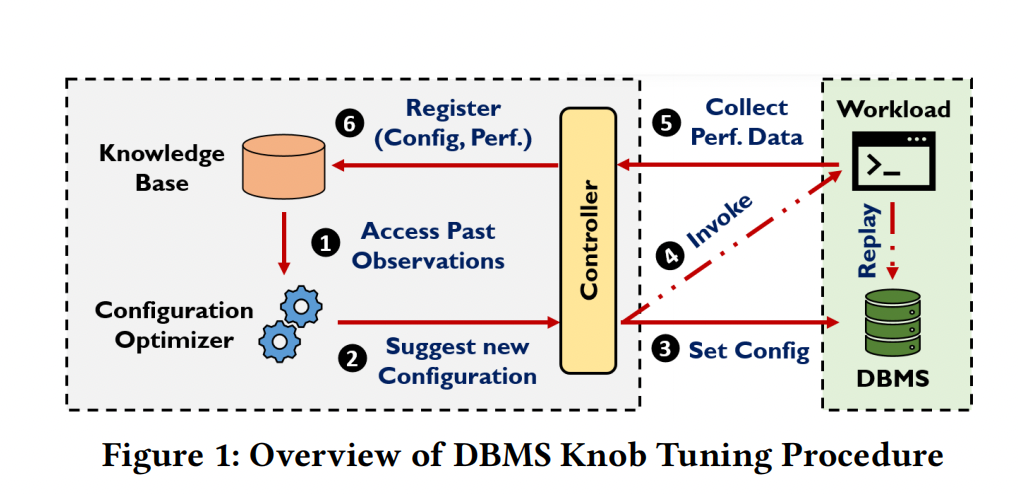 6
Register
(Config, Perf.)
5
Collect
Perf. Data
Workload
>_
Knowledge
Base
Controller
1
Access Past
Observations
4
Invoke
Replay
Configuration
Optimizer
2
Suggest new
Configuration
3
Set Config
DBMS
Figure 1: Overview of DBMS Knob Tuning Procedure